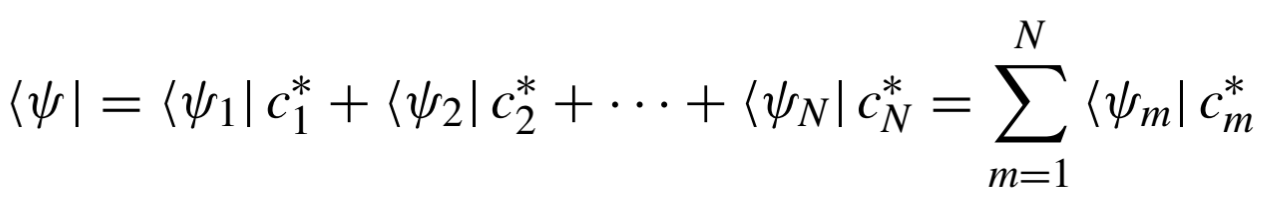 ⟨ψ| = ⟨ψ₁| c₁* + ⟨ψ₂| c₂* + ⋯ + ⟨ψ_N| c_N* = ∑_{m=1}^{N} ⟨ψ_m| c_m*